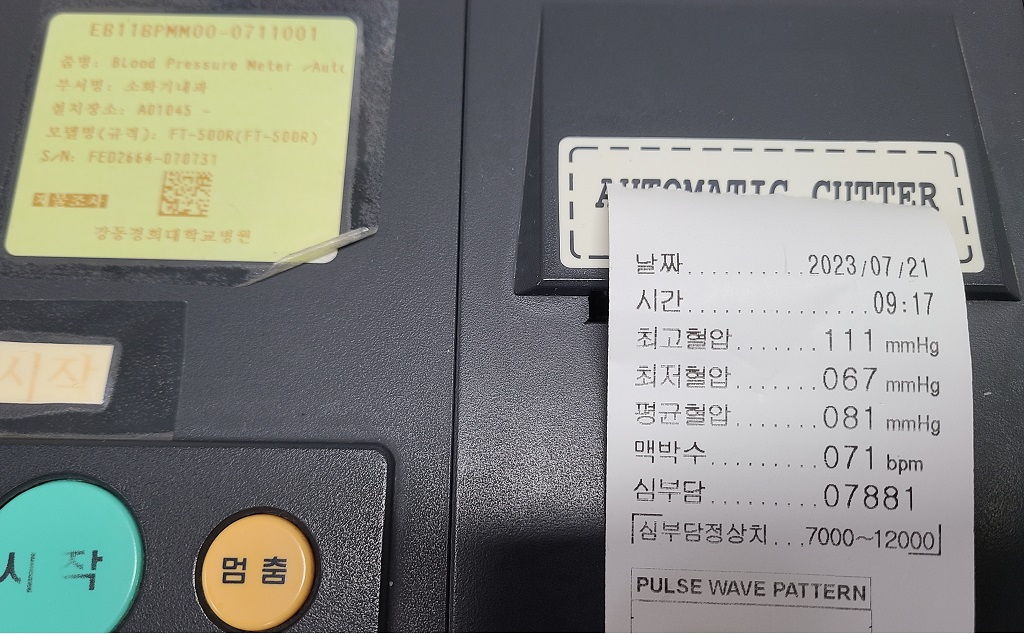 EB11BPMM00-0711001
품명: Blood Pressure Meter ,Auto
부서명: 소화기내과
설치장소: A01045 -
모델명(규격): FT-500R(FT-500R)
S/N: FED2664-070731
강동경희대학교병원
시작
시작
멈춤
AUTOMATIC CUTTER
날짜............2023/07/21
시간....................09:17
최고혈압.......111 mmHg
최저혈압.......067 mmHg
평균혈압.......081 mmHg
맥박수...........071 bpm
심부담...........07881
심부담정상치...7000~12000
PULSE WAVE PATTERN